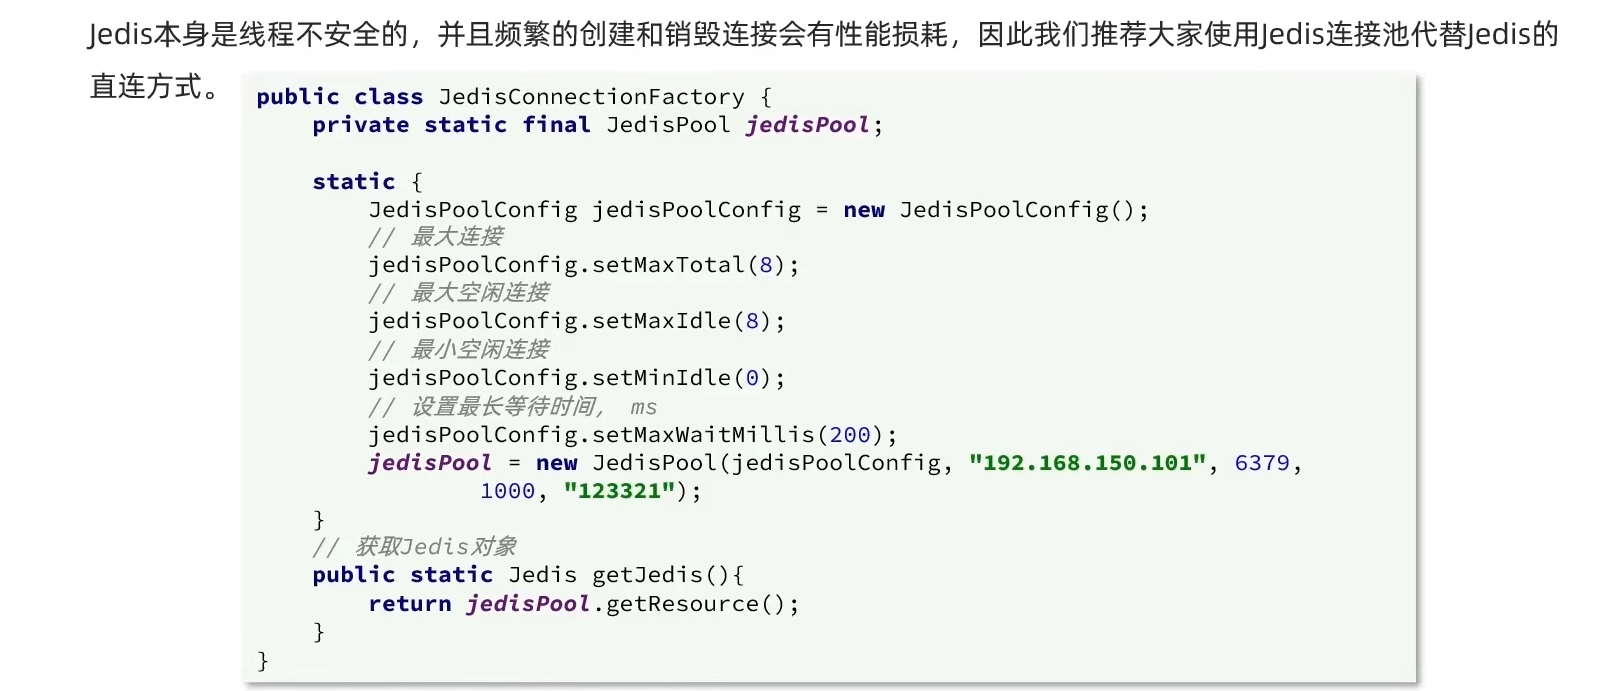 Jedis本身是线程不安全的，并且频繁的创建和销毁连接会有性能损耗，因此我们推荐大家使用Jedis连接池代替Jedis的
直连方式。
public class JedisConnectionFactory {
    private static final JedisPool jedisPool;

    static {
        JedisPoolConfig jedisPoolConfig = new JedisPoolConfig();
        // 最大连接
        jedisPoolConfig.setMaxTotal(8);
        // 最大空闲连接
        jedisPoolConfig.setMaxIdle(8);
        // 最小空闲连接
        jedisPoolConfig.setMinIdle(0);
        // 设置最长等待时间， ms
        jedisPoolConfig.setMaxWaitMillis(200);
        jedisPool = new JedisPool(jedisPoolConfig, "192.168.150.101", 6379,
                1000, "123321");
    }
    // 获取Jedis对象
    public static Jedis getJedis(){
        return jedisPool.getResource();
    }
}